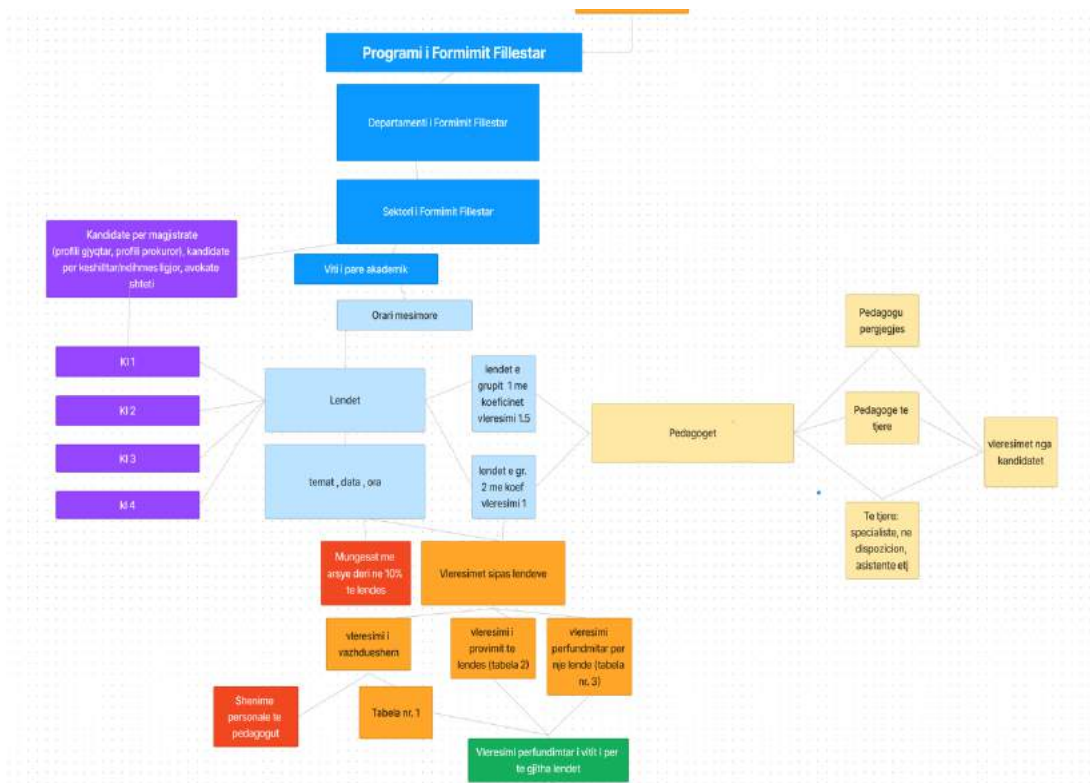 Programi i Formimit Fillestar
Departamenti i Formimit Fillestar
Sektori i Formimit Fillestar
Kandidate per magjistrate
(profili gjyqtar, profili prokuror), kandidate
per keshilltar/ndihmes ligjor, avokate
shteti
Viti i pare akademik
Orari mesimore
Kl 1
Kl 2
Kl 3
kl 4
Lendet
temat , data , ora
lendet e
grupit 1 me
koeficinet
vleresimi 1.5
lendet e gr.
2 me koef
vleresimi 1
Pedagoget
Pedagogu
pergjegjes
Pedagoge te
tjere
Te tjere:
specialiste, ne
dispozicion,
asistente etj
vleresimet nga
kandidatet
Mungesat me
arsye deri ne 10%
te lendes
Vleresimet sipas lendeve
vleresimi i
vazhdueshem
vleresimi i
provimit te
lendes (tabela 2)
vleresimi
perfundmitar per
nje lende (tabela
nr. 3)
Shenime
personale te
pedagogut
Tabela nr. 1
Vleresimi perfundimtar i vitit i per
te gjitha lendet